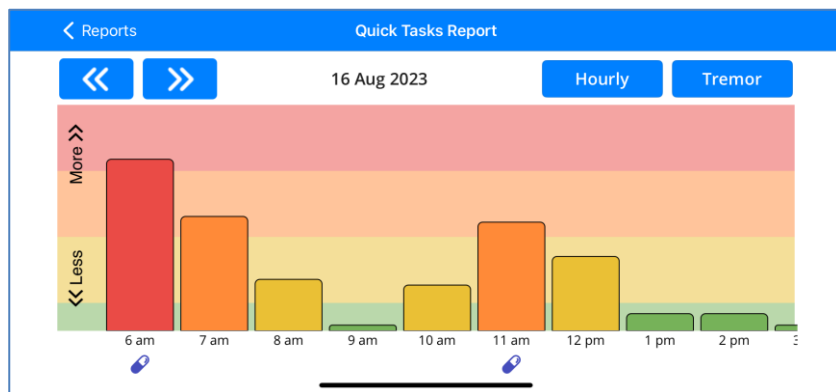 Reports
Quick Tasks Report
16 Aug 2023
Hourly
Tremor
More
Less
6 am
7 am
8 am
9 am
10 am
11 am
12 pm
1 pm
2 pm